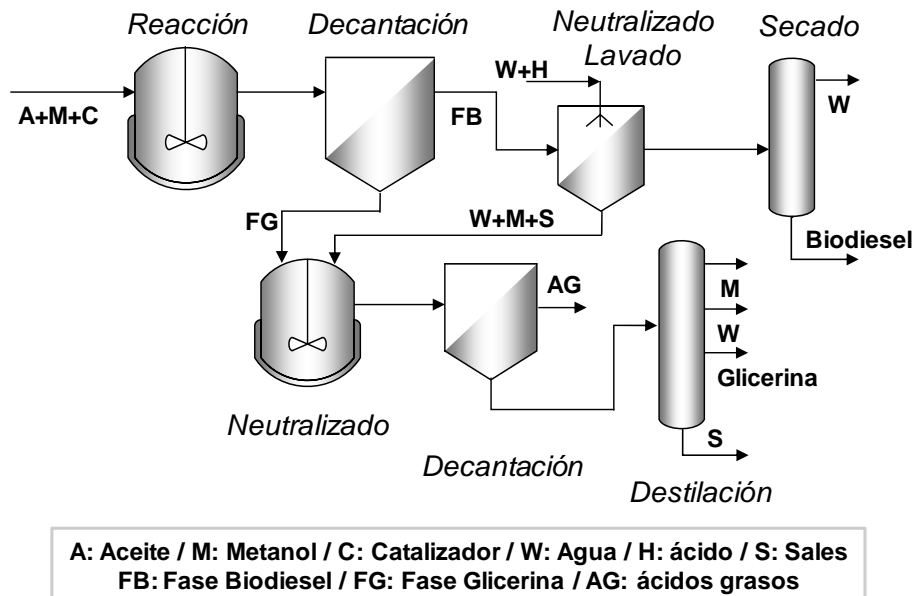 Reacción
Decantación
Neutralizado
Lavado
Secado
A+M+C
W+H
FB
W
FG
W+M+S
Biodiesel
AG
M
W
Glicerina
S
Neutralizado
Decantación
Destilación
A: Aceite / M: Metanol / C: Catalizador / W: Agua / H: ácido / S: Sales
FB: Fase Biodiesel / FG: Fase Glicerina / AG: ácidos grasos